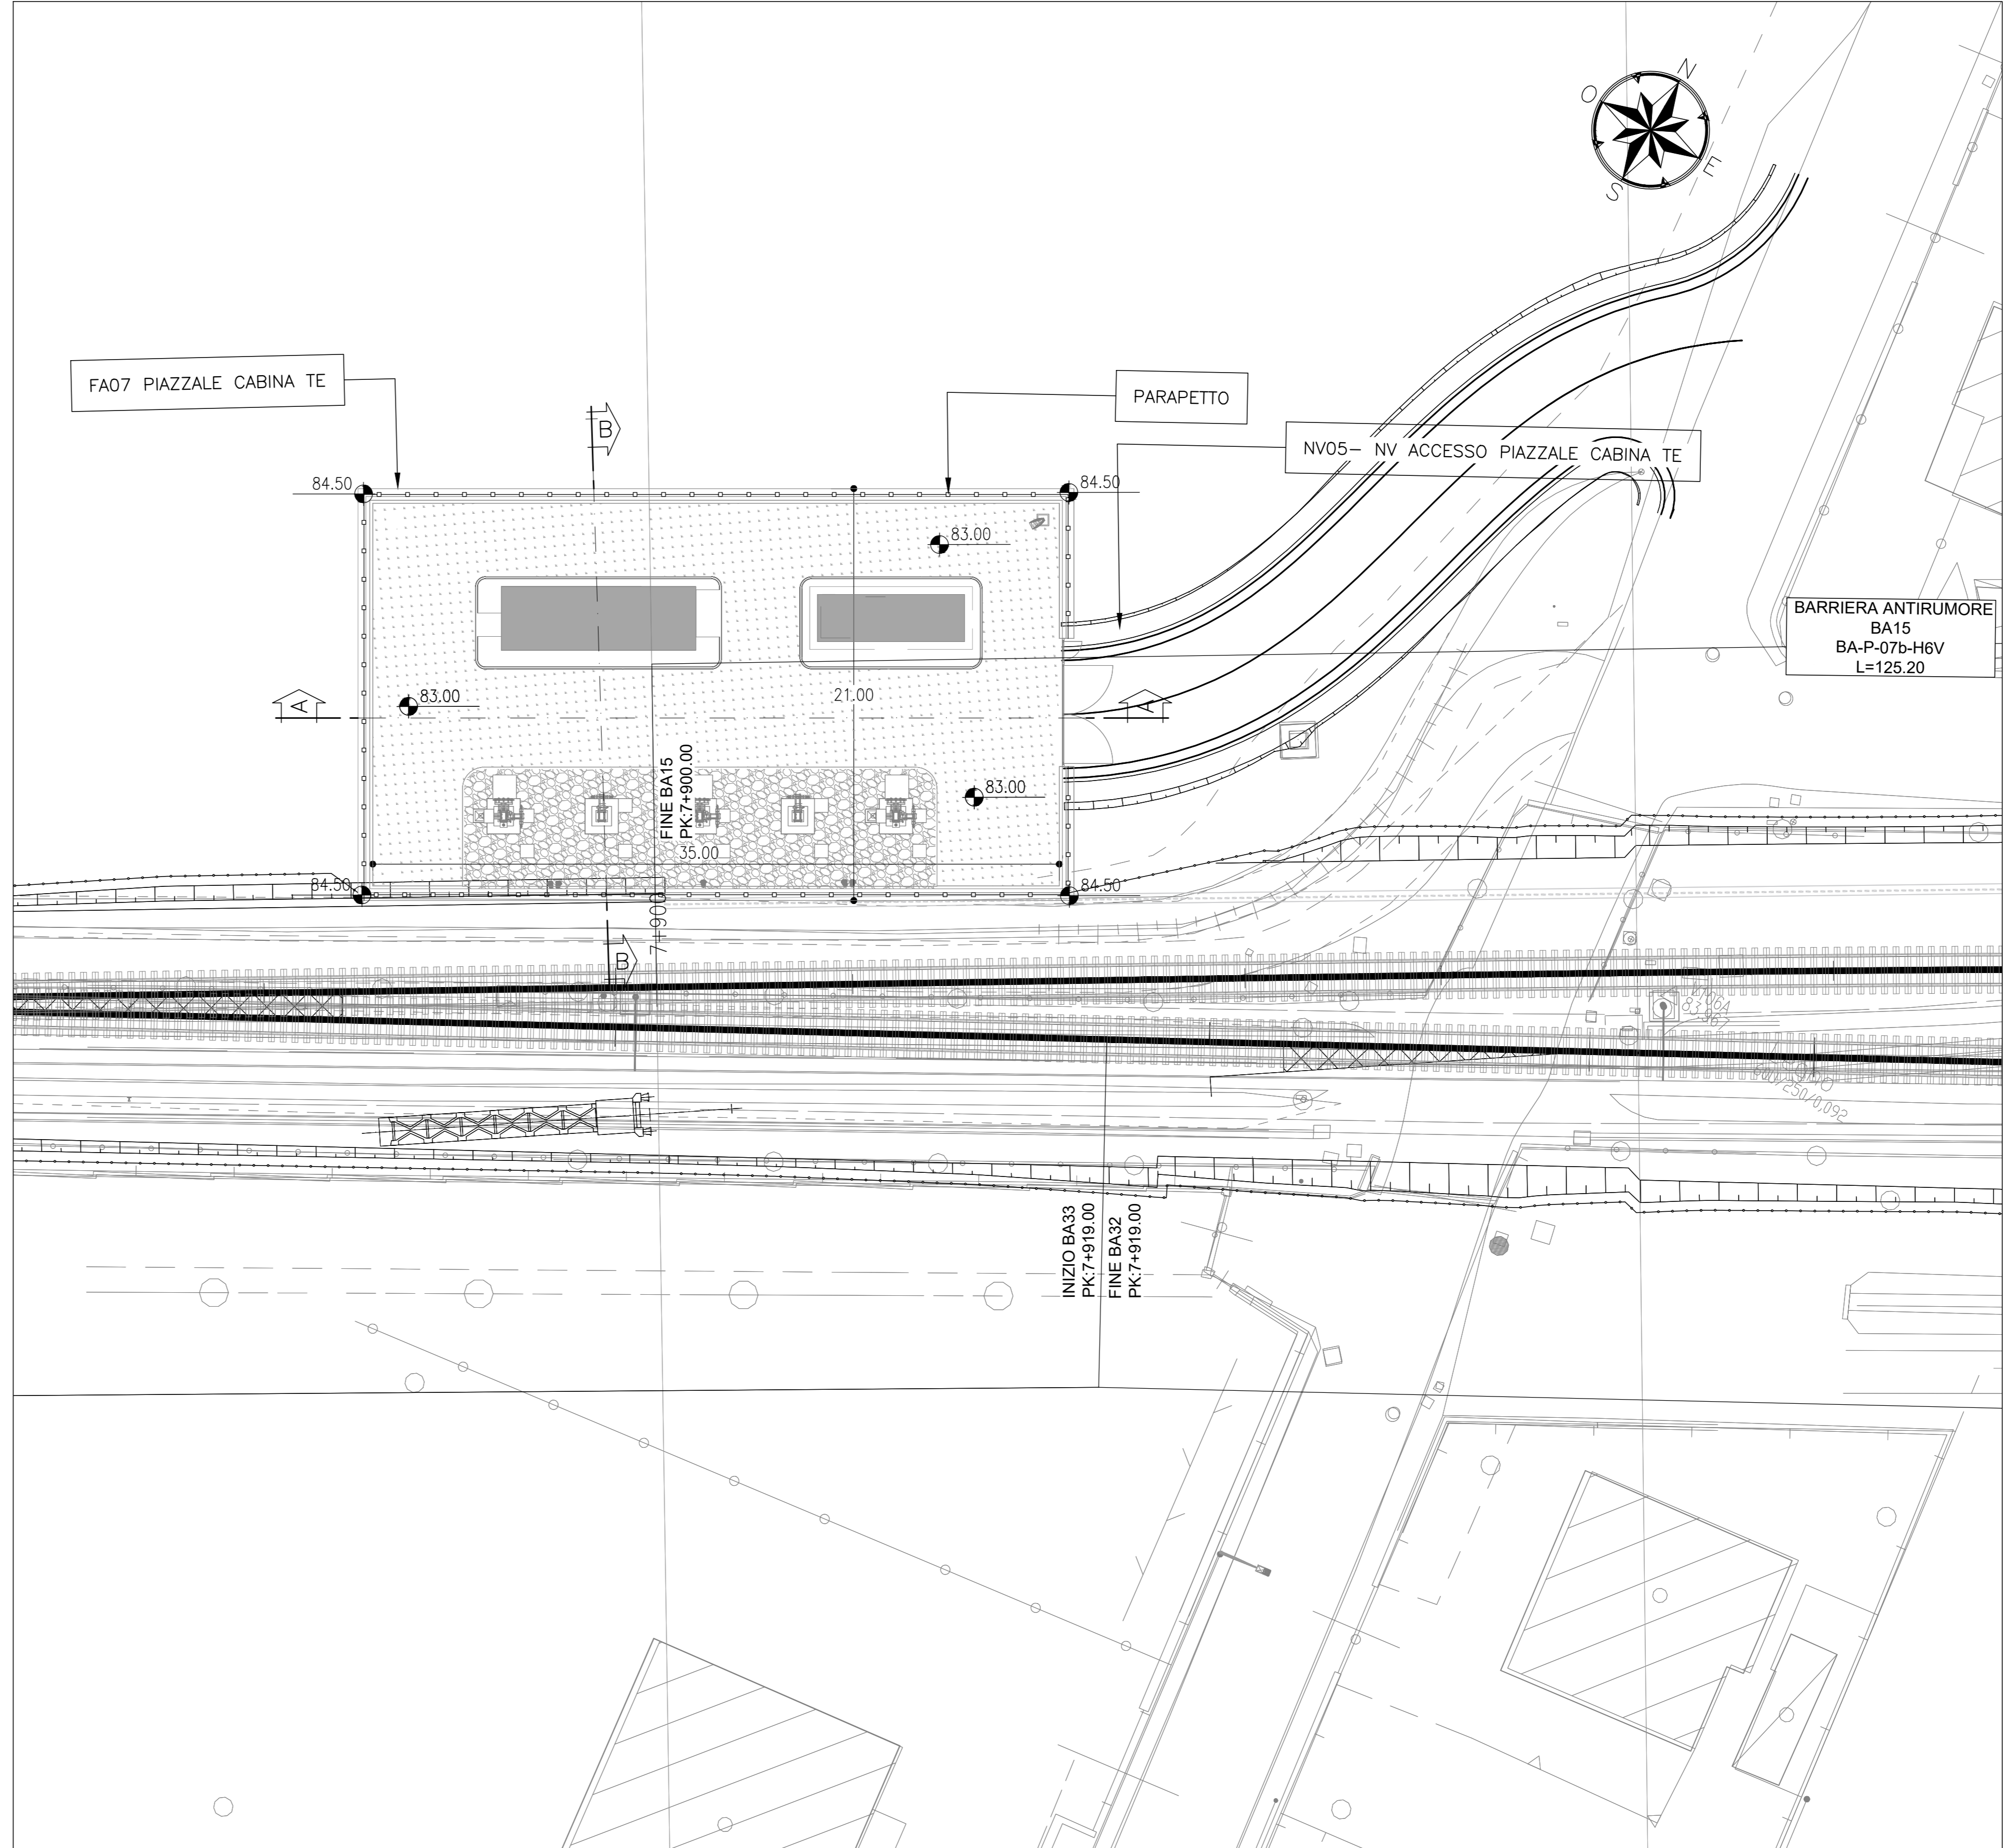 N
O
E
S
FA07 PIAZZALE CABINA TE
PARAPETTO
NV05- NV ACCESSO PIAZZALE CABINA TE
B
84.50
84.50
83.00
BARRIERA ANTIRUMORE
BA15
BA-P-07b-H6V
L=125.20
A
83.00
21.00
A
FINE BA15
PK:7+900.00
83.00
35.00
84.50
84.50
7+900
B
INIZIO BA33
PK:7+919.00
FINE BA32
PK:7+919.00